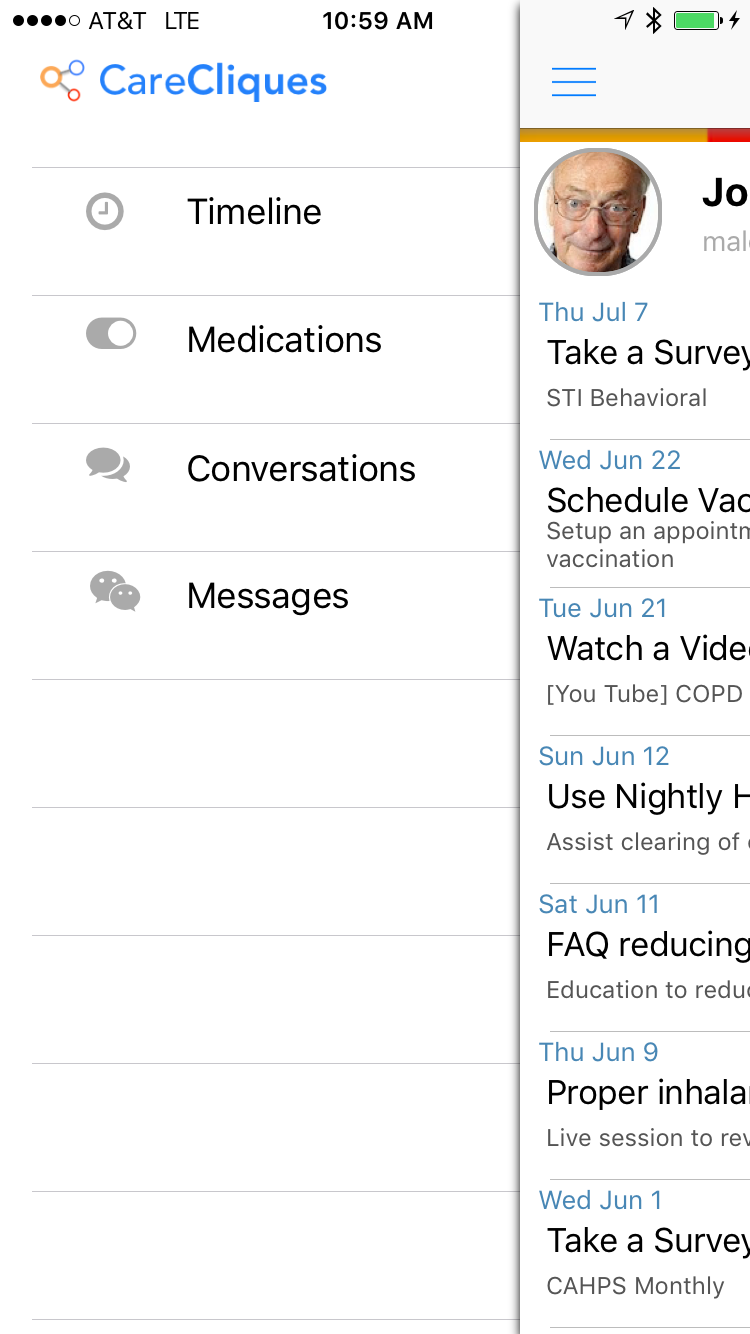 AT&T LTE 10:59 AM
CareCliques
Timeline
Medications
Conversations
Messages
Jo
male
Thu Jul 7
Take a Survey
STI Behavioral
Wed Jun 22
Schedule Vac
Setup an appointm
vaccination
Tue Jun 21
Watch a Video
[You Tube] COPD
Sun Jun 12
Use Nightly H
Assist clearing of
Sat Jun 11
FAQ reducing
Education to redu
Thu Jun 9
Proper inhala
Live session to rev
Wed Jun 1
Take a Survey
CAHPS Monthly